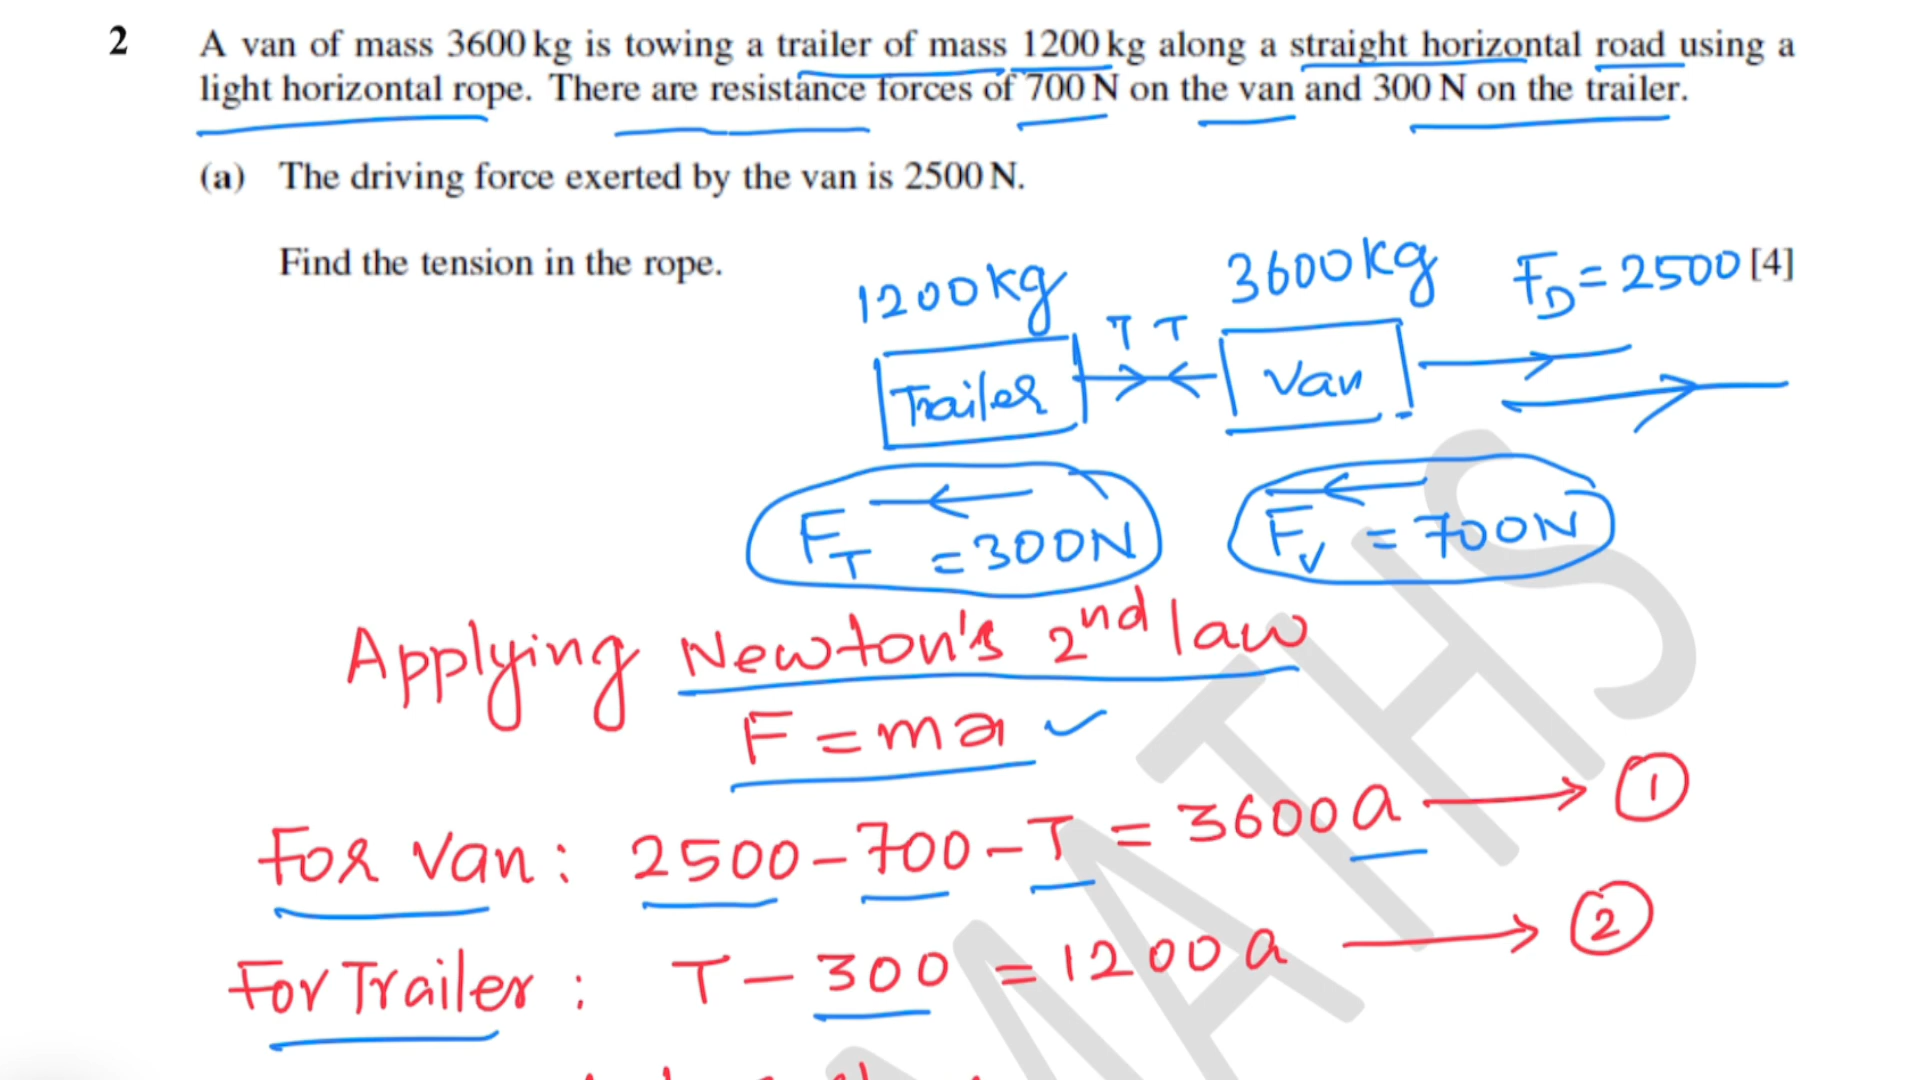 2 A van of mass 3600 kg is towing a trailer of mass 1200 kg along a straight horizontal road using a
light horizontal rope. There are resistance forces of 700 N on the van and 300 N on the trailer.
(a) The driving force exerted by the van is 2500 N.
Find the tension in the rope.
[4]
1200kg 3600kg F_D = 2500
Trailer T T Van
F_T = 300N F_V = 700N
Applying Newton's 2nd law
F = ma ✓
For Van : 2500 - 700 - T = 3600a → ①
For Trailer : T - 300 = 1200a → ②
MATHS